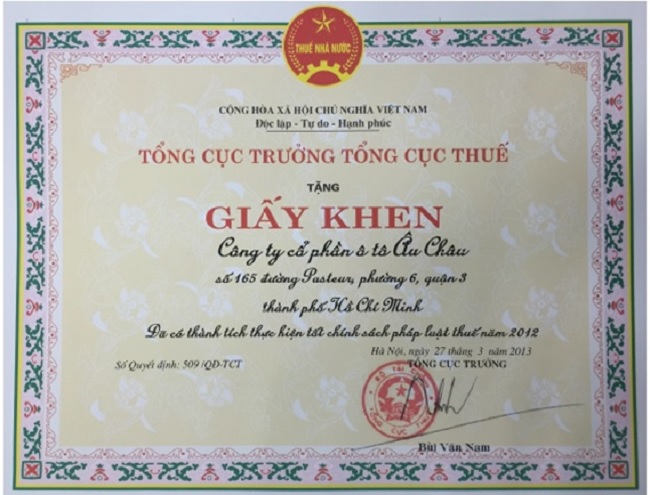 THUẾ NHÀ NƯỚC
CỘNG HÒA XÃ HỘI CHỦ NGHĨA VIỆT NAM
Độc lập - Tự do - Hạnh phúc
TỔNG CỤC TRƯỞNG TỔNG CỤC THUẾ
TẶNG
GIẤY KHEN
Công ty cổ phần ô tô Âu Châu
số 165 đường Pasteur, phường 6, quận 3
thành phố Hồ Chí Minh
Đã có thành tích thực hiện tốt chính sách pháp luật thuế năm 2012
Hà Nội, ngày 27 tháng 3 năm 2013
Số Quyết định: 509 /QĐ-TCT
TỔNG CỤC TRƯỞNG
Bùi Văn Nam